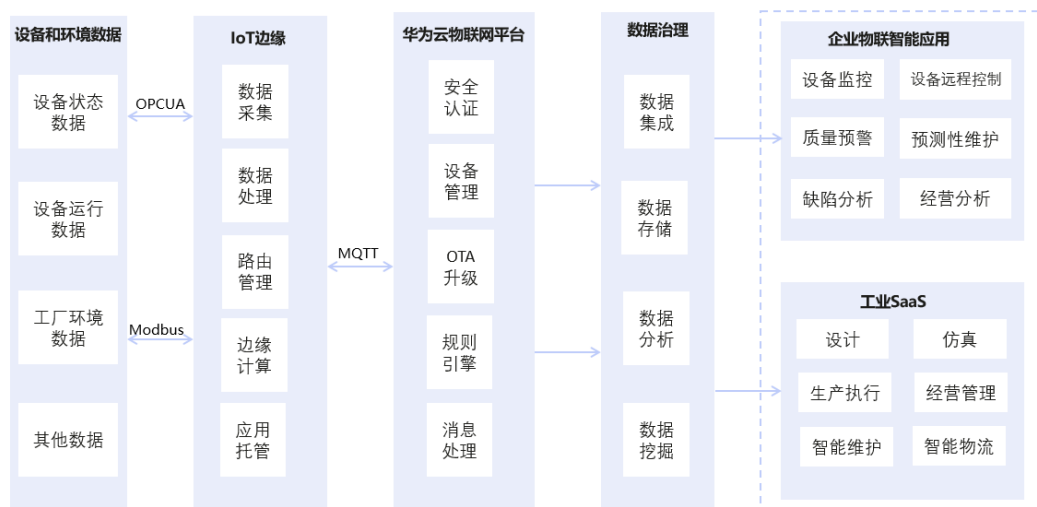 设备和环境数据
设备状态
数据
设备运行
数据
工厂环境
数据
其他数据
OPCUA
Modbus
IoT边缘
数据
采集
数据
处理
路由
管理
边缘
计算
应用
托管
MQTT
华为云物联网平台
安全
认证
设备
管理
OTA
升级
规则
引擎
消息
处理
数据治理
数据
集成
数据
存储
数据
分析
数据
挖掘
企业物联智能应用
设备监控
设备远程控制
质量预警
预测性维护
缺陷分析
经营分析
工业SaaS
设计
仿真
生产执行
经营管理
智能维护
智能物流